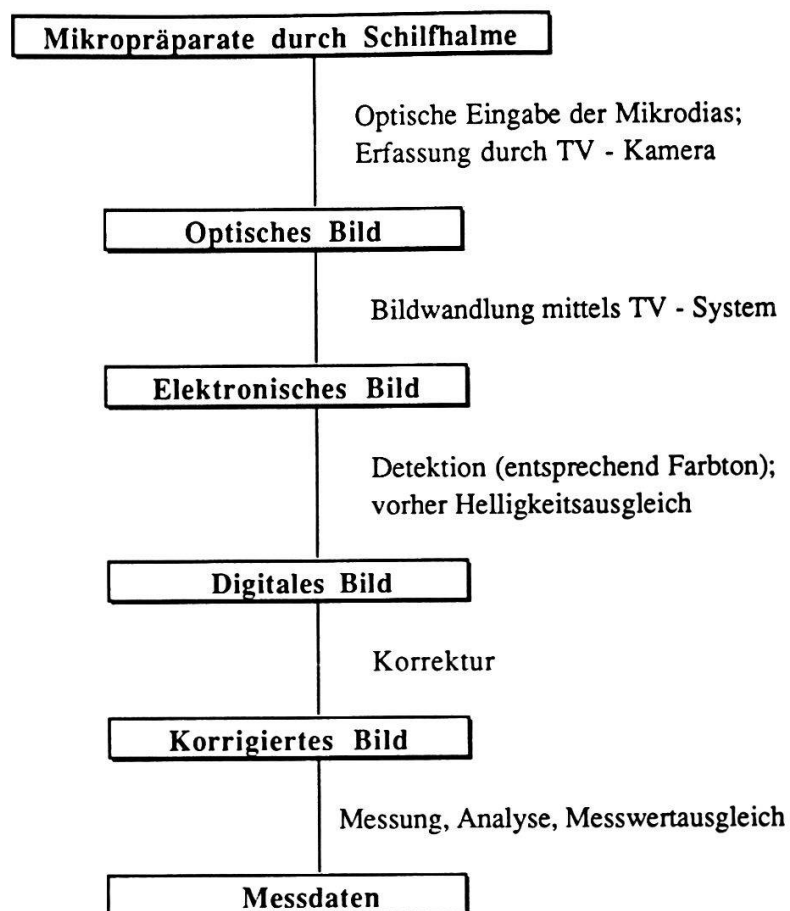 Mikropräparate durch Schilfhalme
Optische Eingabe der Mikrodias;
Erfassung durch TV - Kamera
Optisches Bild
Bildwandlung mittels TV - System
Elektronisches Bild
Detektion (entsprechend Farbton);
vorher Helligkeitsausgleich
Digitales Bild
Korrektur
Korrigiertes Bild
Messung, Analyse, Messwertausgleich
Messdaten